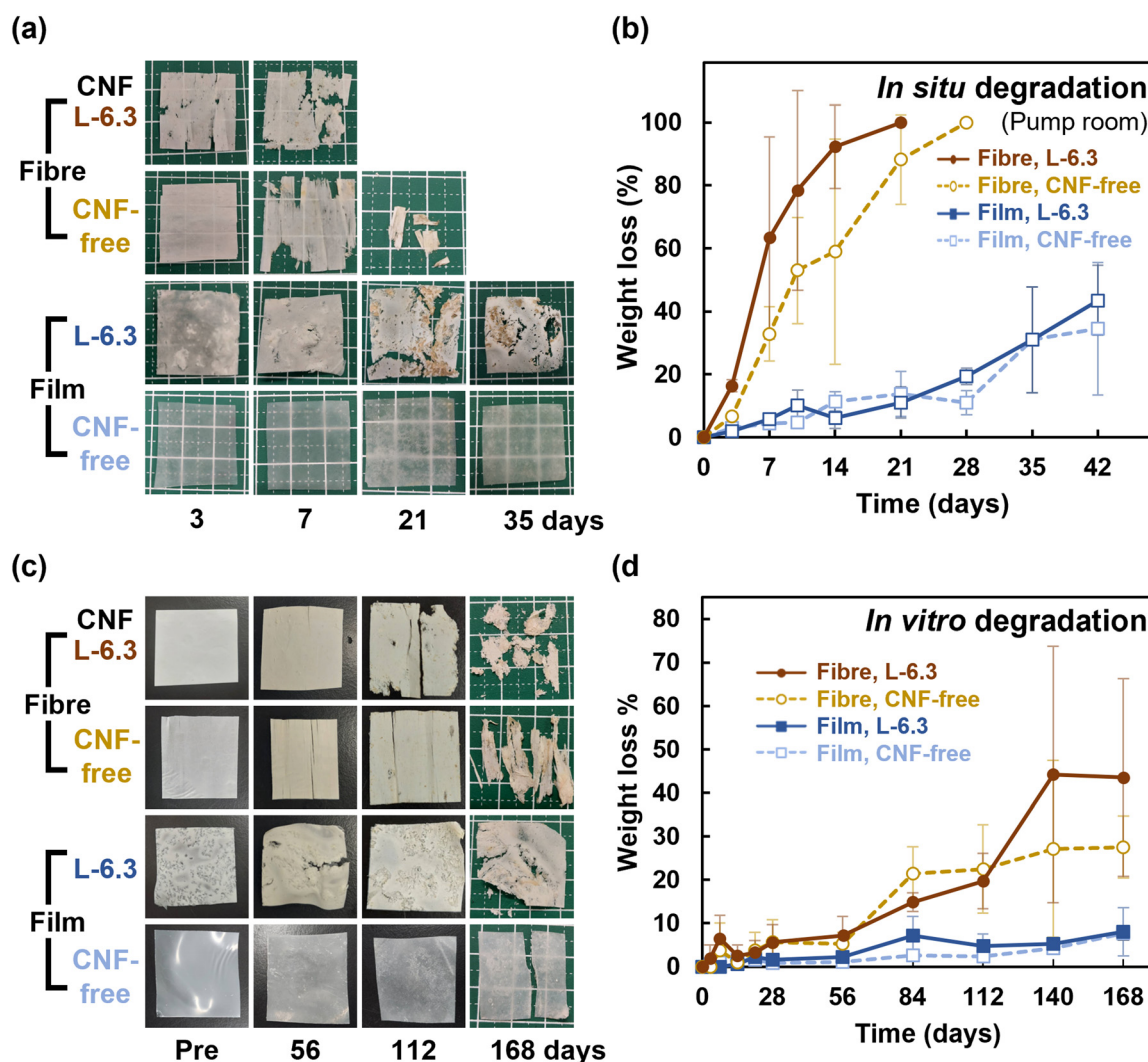 (a)
CNF
L-6.3
Fibre
CNF-
free
L-6.3
Film
CNF-
free
3 7 21 35 days
(b)
In situ degradation
(Pump room)
Fibre, L-6.3
Fibre, CNF-free
Film, L-6.3
Film, CNF-free
Weight loss (%)
100
80
60
40
20
0
0 7 14 21 28 35 42
Time (days)
(c)
CNF
L-6.3
Fibre
CNF-
free
L-6.3
Film
CNF-
free
Pre 56 112 168 days
(d)
In vitro degradation
Fibre, L-6.3
Fibre, CNF-free
Film, L-6.3
Film, CNF-free
Weight loss %
80
70
60
50
40
30
20
10
0
0 28 56 84 112 140 168
Time (days)